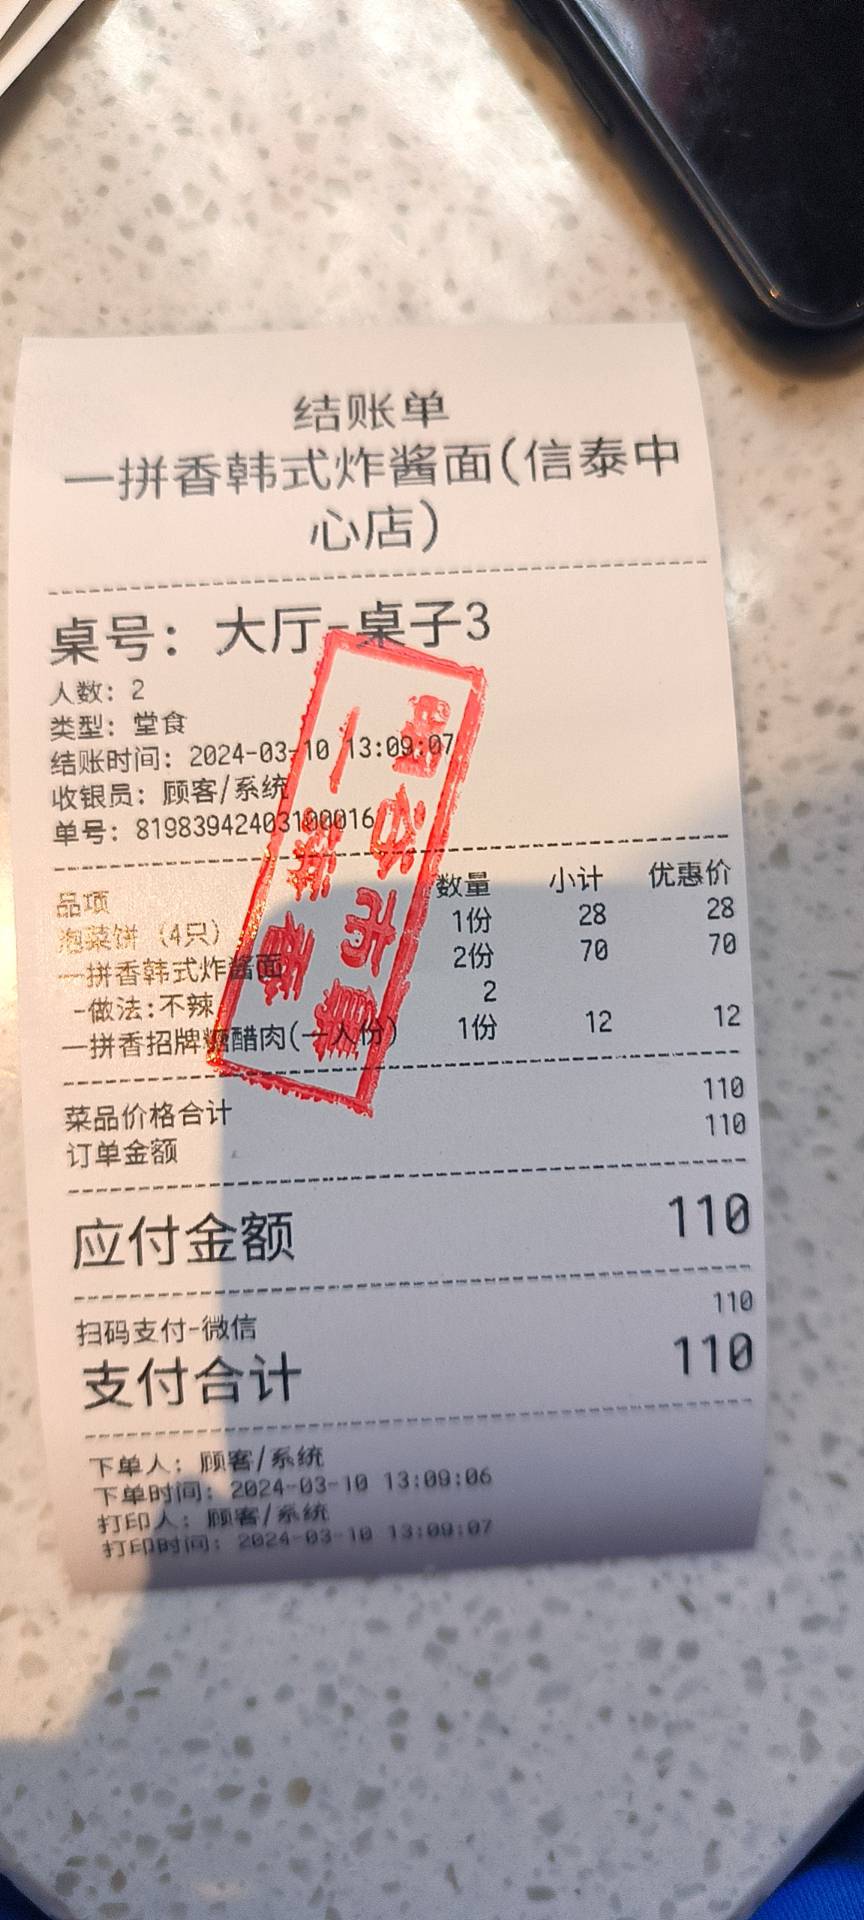 结账单
一拼香韩式炸酱面(信泰中
心店)
桌号: 大厅-桌子3
人数: 2
类型: 堂食
结账时间: 2024-03-10 13:09:07
收银员: 顾客/系统
单号: 81983942403100016
品项 数量 小计 优惠价
泡菜饼 (4只) 1份 28 28
一拼香韩式炸酱面 2份 70 70
-做法:不辣 2
一拼香招牌糖醋肉(一人份) 1份 12 12
菜品价格合计 110
订单金额 110
应付金额 110
扫码支付-微信 110
支付合计 110
下单人: 顾客/系统
下单时间: 2024-03-10 13:09:06
打印人: 顾客/系统
打印时间: 2024-03-10 13:09:07
一拼香